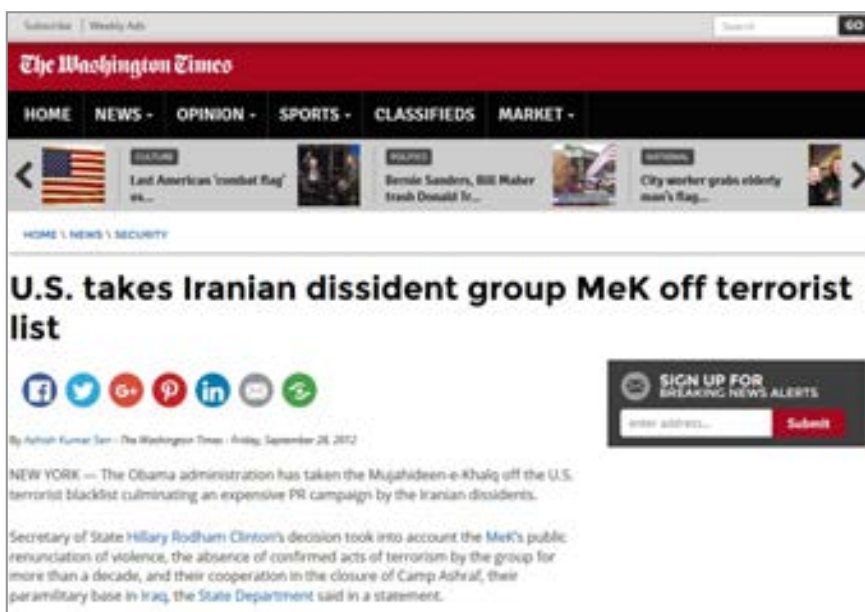 Subscribe | Weekly Ads
Search GO
The Washington Times
HOME NEWS - OPINION - SPORTS - CLASSIFIEDS MARKET -
CULTURE
Last American 'combat flag'
POLITICS
Bernie Sanders, Bill Maher
trash Donald Tr...
NATIONAL
City worker grabs elderly
man's flag...
HOME \ NEWS \ SECURITY
U.S. takes Iranian dissident group MeK off terrorist
list
SIGN UP FOR
BREAKING NEWS ALERTS
enter address... Submit
By Ashish Kumar Sen - The Washington Times - Friday, September 28, 2012
NEW YORK — The Obama administration has taken the Mujahideen-e-Khalq off the U.S.
terrorist blacklist culminating an expensive PR campaign by the Iranian dissidents.
Secretary of State Hillary Rodham Clinton's decision took into account the MeK's public
renunciation of violence, the absence of confirmed acts of terrorism by the group for
more than a decade, and their cooperation in the closure of Camp Ashraf, their
paramilitary base in Iraq, the State Department said in a statement.